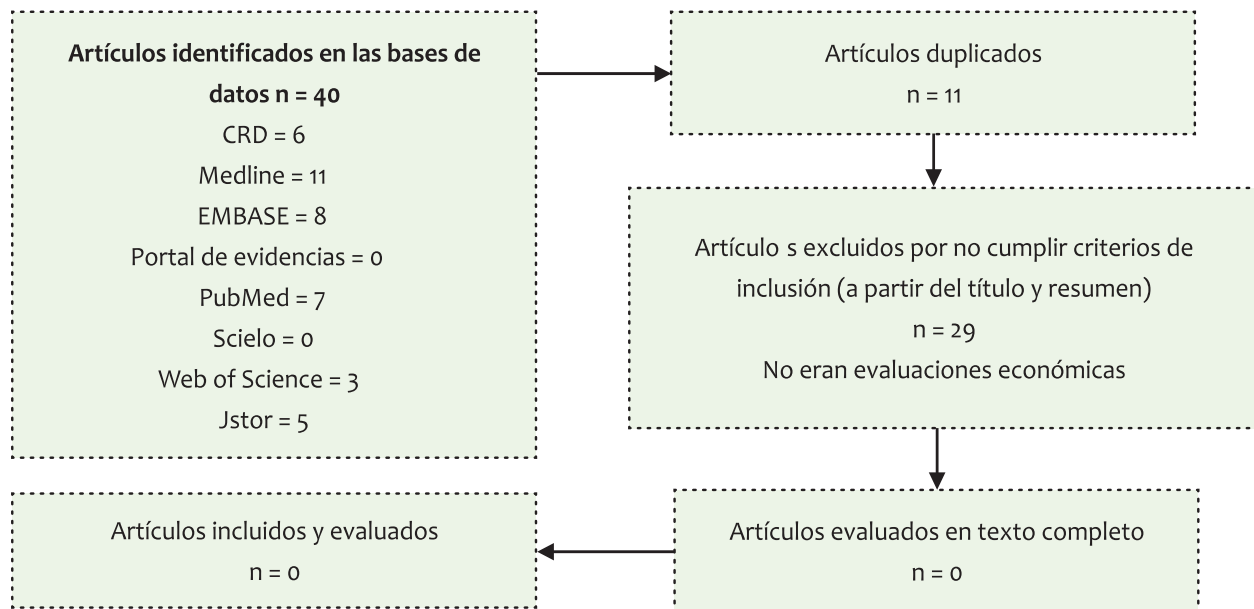 Artículos identificados en las bases de
datos n = 40
CRD = 6
Medline = 11
EMBASE = 8
Portal de evidencias = 0
PubMed = 7
Scielo = 0
Web of Science = 3
Jstor = 5
Artículos duplicados
n = 11
Artículo s excluidos por no cumplir criterios de
inclusión (a partir del título y resumen)
n = 29
No eran evaluaciones económicas
Artículos evaluados en texto completo
n = 0
Artículos incluidos y evaluados
n = 0